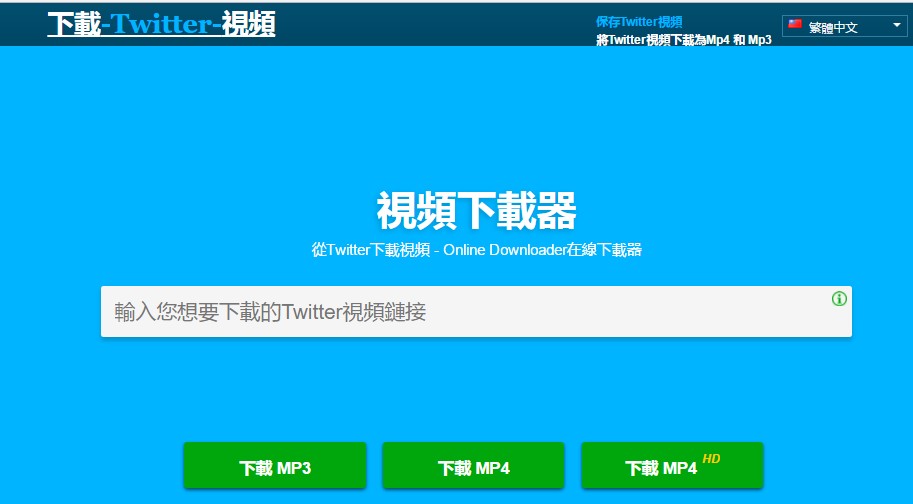 下載-Twitter-視頻
保存Twitter視頻
將Twitter視頻下載為Mp4 和 Mp3
繁體中文
視頻下載器
從Twitter下載視頻 - Online Downloader在線下載器
輸入您想要下載的Twitter視頻鏈接
下載 MP3
下載 MP4
下載 MP4 HD